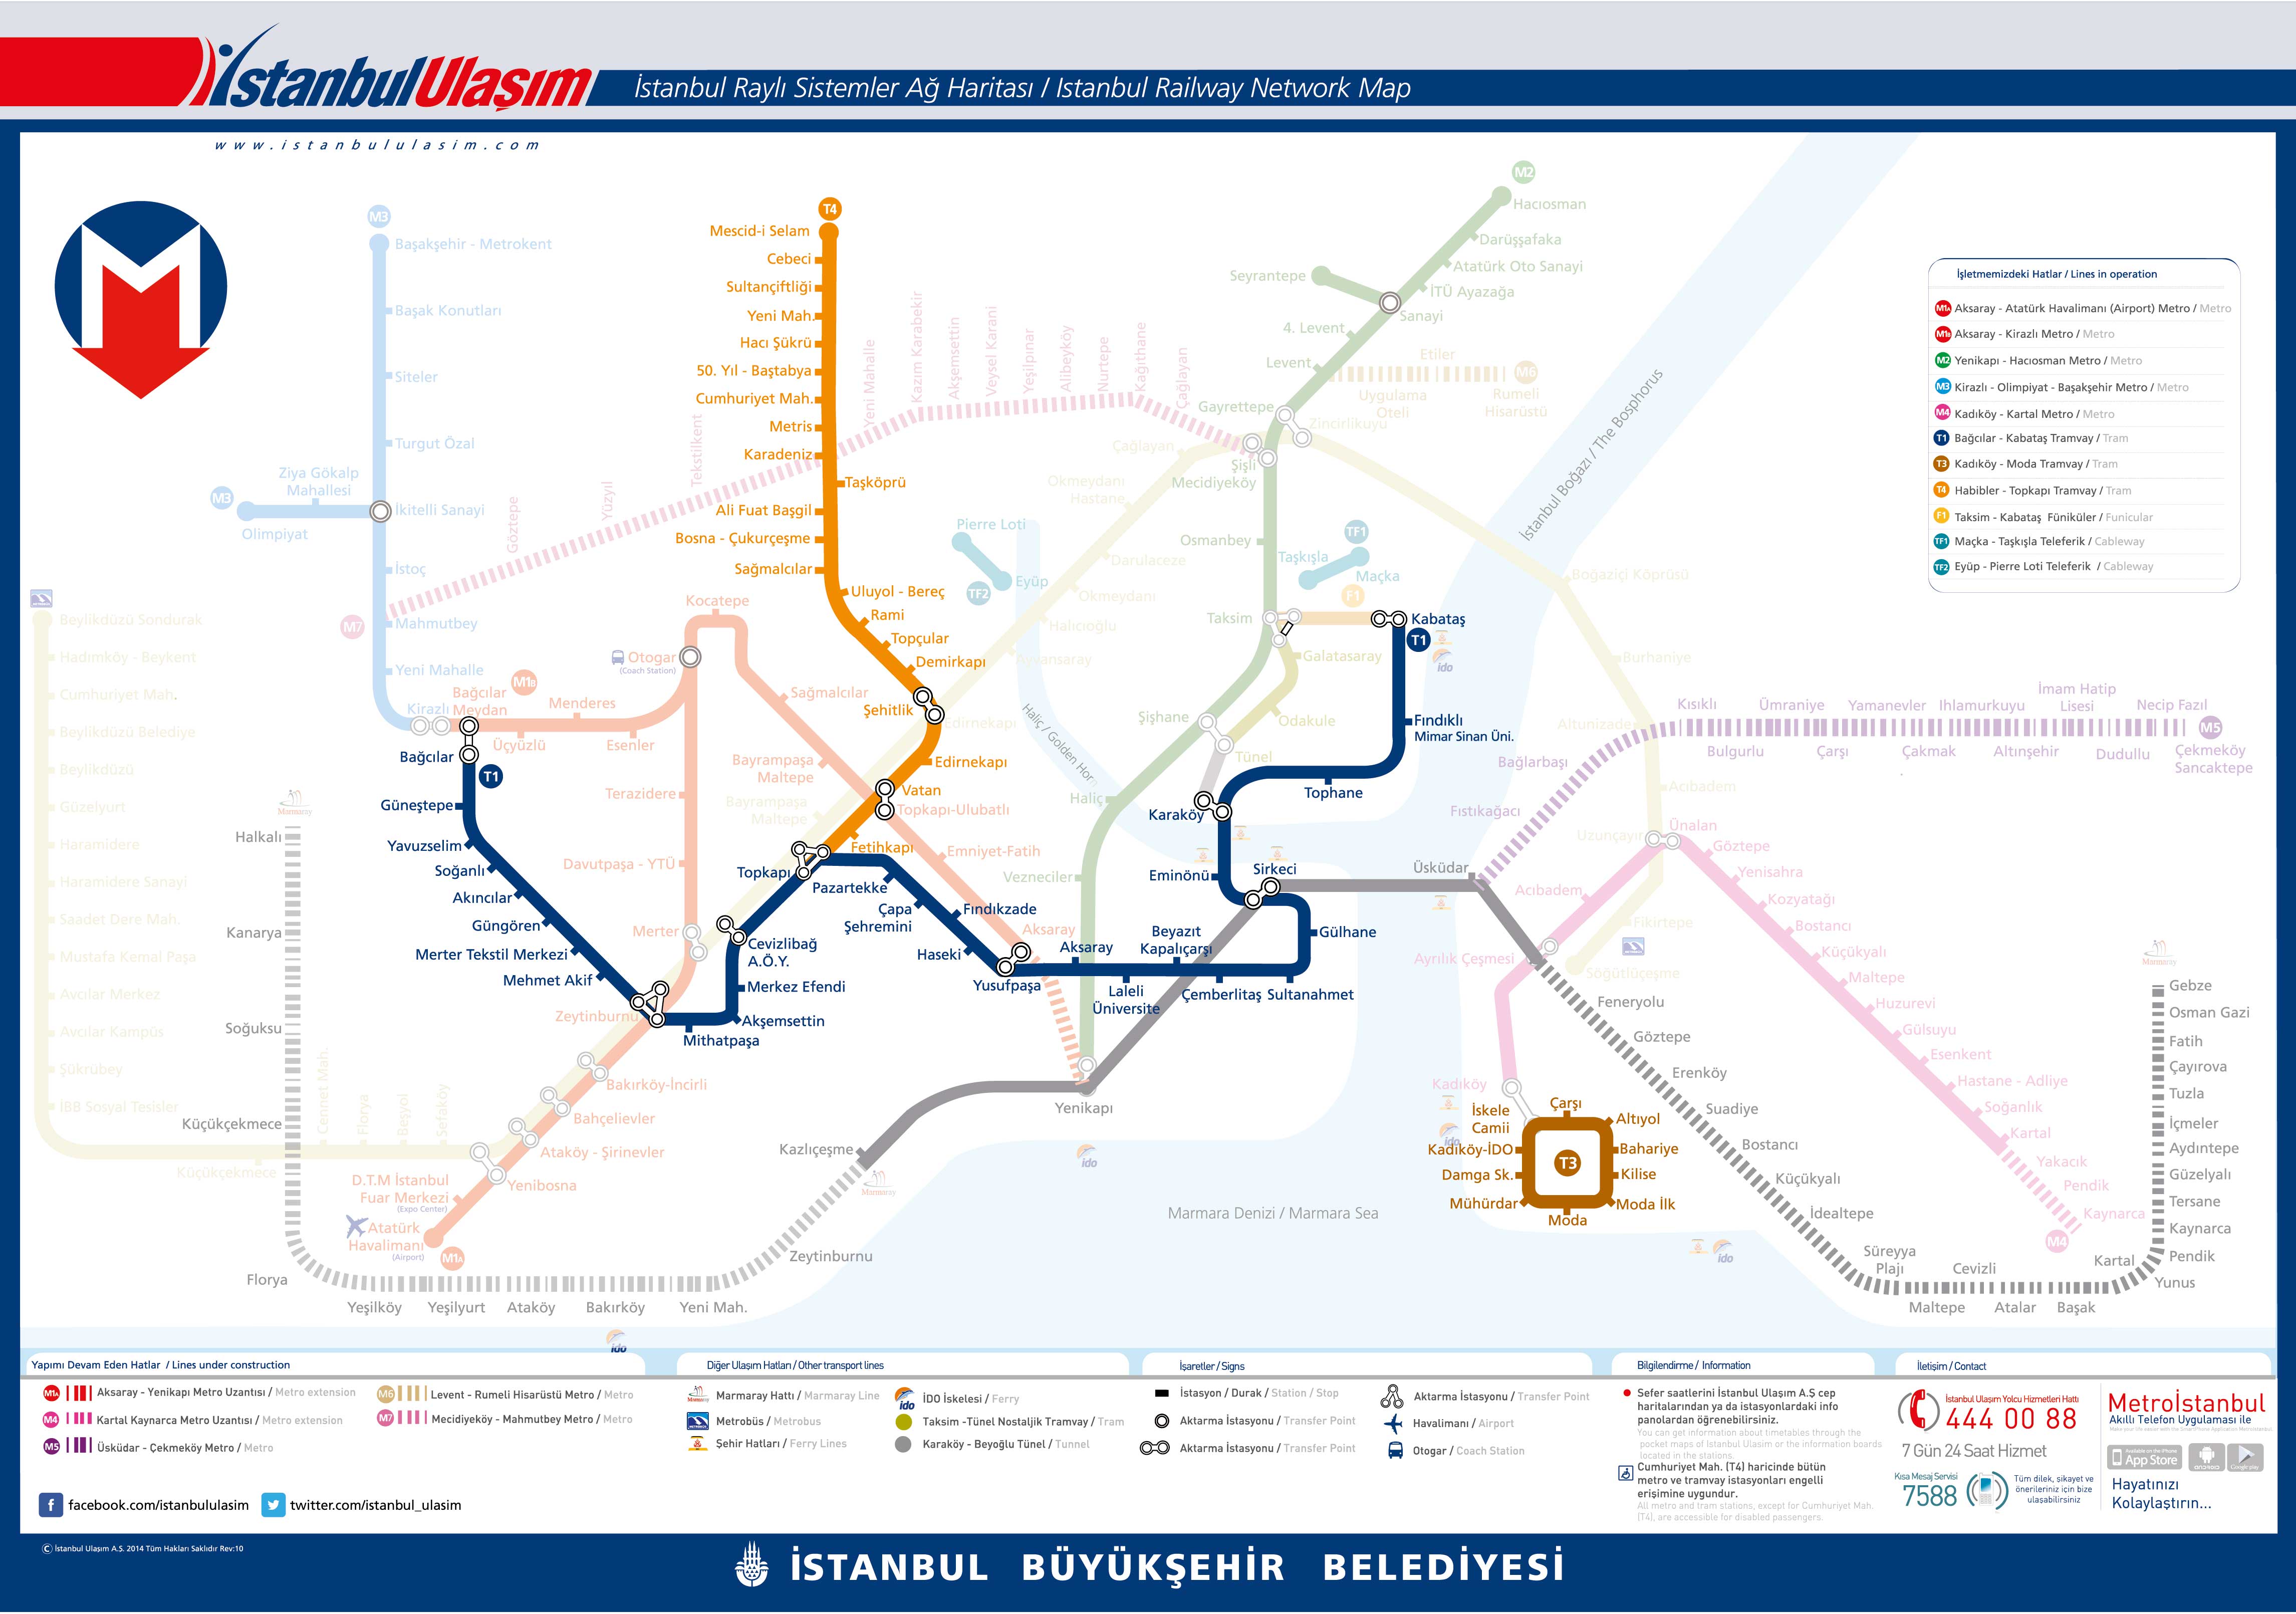 İstanbulUlaşım
İstanbul Raylı Sistemler Ağ Haritası / Istanbul Railway Network Map
www.istanbululasim.com
M3
Başakşehir - Metrokent
Başak Konutları
Siteler
Turgut Özal
Ziya Gökalp
Mahallesi
M3
Olimpiyat
İkitelli Sanayi
İstoç
M7
Mahmutbey
Yeni Mahalle
Kirazlı
Bağcılar
Meydan
M1B
Menderes
Üçyüzlü
Esenler
Otogar
(Coach Station)
Kocatepe
Sağmalcılar
Bayrampaşa
Maltepe
Terazidere
Davutpaşa - YTÜ
Merter
Zeytinburnu
Bakırköy-İncirli
Bahçelievler
Ataköy - Şirinevler
Yenibosna
D.T.M İstanbul
Fuar Merkezi
(Expo Center)
Atatürk
Havalimanı
(Airport)
M1A
Topkapı-Ulubatlı
Emniyet-Fatih
Aksaray
T4
Mescid-i Selam
Cebeci
Sultançiftliği
Yeni Mah.
Hacı Şükrü
50. Yıl - Baştabya
Cumhuriyet Mah.
Metris
Karadeniz
Taşköprü
Ali Fuat Başgil
Bosna - Çukurçeşme
Sağmalcılar
Uluyol - Bereç
Rami
Topçular
Demirkapı
Şehitlik
Edirnekapı
Vatan
Fetihkapı
Topkapı
Göztepe
Yüzyıl
Tekstilkent
Yeni Mahalle
Kazım Karabekir
Akşemsettin
Veysel Karani
Yeşilpınar
Alibeyköy
Nurtepe
Kağıthane
Çağlayan
M2
Hacıosman
Darüşşafaka
Atatürk Oto Sanayi
İTÜ Ayazağa
Seyrantepe
Sanayi
4. Levent
Levent
Etiler
M6
Uygulama
Oteli
Rumeli
Hisarüstü
Gayrettepe
Zincirlikuyu
Şişli
Mecidiyeköy
Osmanbey
Taksim
Şişhane
Haliç
Vezneciler
Yenikapı
Çağlayan
Okmeydanı
Hastane
Darulaceze
Okmeydanı
Halıcıoğlu
Ayvansaray
Edirnekapı
Bayrampaşa
Maltepe
Pierre Loti
TF2
Eyüp
TF1
Taşkışla
Maçka
F1
Kabataş
T1
Galatasaray
Odakule
Tünel
Haliç / Golden Horn
İstanbul Boğazı / The Bosphorus
Fındıklı
Mimar Sinan Üni.
Tophane
Karaköy
Eminönü
Sirkeci
Gülhane
Sultanahmet
Çemberlitaş
Beyazıt
Kapalıçarşı
Laleli
Üniversite
Aksaray
Yusufpaşa
Haseki
Fındıkzade
Çapa
Şehremini
Pazartekke
Cevizlibağ
A.Ö.Y.
Merkez Efendi
Akşemsettin
Mithatpaşa
Mehmet Akif
Merter Tekstil Merkezi
Güngören
Akıncılar
Soğanlı
Yavuzselim
Güneştepe
T1
Bağcılar
Beylikdüzü Sondurak
Hadımköy - Beykent
Cumhuriyet Mah.
Beylikdüzü Belediye
Beylikdüzü
Güzelyurt
Haramidere
Haramidere Sanayi
Saadet Dere Mah.
Mustafa Kemal Paşa
Avcılar Merkez
Avcılar Kampüs
Şükrübey
İBB Sosyal Tesisler
Küçükçekmece
Cennet Mah.
Florya
Beşyol
Sefaköy
Marmaray
Halkalı
Kanarya
Soğuksu
Küçükçekmece
Florya
Yeşilköy
Yeşilyurt
Ataköy
Bakırköy
Yeni Mah.
Zeytinburnu
Kazlıçeşme
Marmaray
ido
Marmara Denizi / Marmara Sea
Boğaziçi Köprüsü
Burhaniye
Altunizade
Acıbadem
Uzunçayır
Fikirtepe
Söğütlüçeşme
Kısıklı
Ümraniye
Yamanevler
Ihlamurkuyu
İmam Hatip
Lisesi
Necip Fazıl
M5
Bulgurlu
Çarşı
Çakmak
Altınşehir
Dudullu
Çekmeköy
Sancaktepe
Bağlarbaşı
Fıstıkağacı
Üsküdar
Ünalan
Göztepe
Yenisahra
Kozyatağı
Bostancı
Küçükyalı
Maltepe
Huzurevi
Gülsuyu
Esenkent
Hastane - Adliye
Soğanlık
Kartal
Yakacık
Pendik
Kaynarca
M4
Acıbadem
Ayrılık Çeşmesi
Kadıköy
İskele
Camii
Çarşı
Altıyol
Kadıköy-İDO
Bahariye
T3
Damga Sk.
Kilise
Mühürdar
Moda İlk
Moda
Feneryolu
Göztepe
Erenköy
Suadiye
Bostancı
Küçükyalı
İdealtepe
Süreyya
Plajı
Maltepe
Cevizli
Atalar
Başak
Kartal
Yunus
Pendik
Kaynarca
Tersane
Güzelyalı
Aydıntepe
İçmeler
Tuzla
Çayırova
Fatih
Osman Gazi
Gebze
Marmaray
İşletmemizdeki Hatlar / Lines in operation
M1A Aksaray - Atatürk Havalimanı (Airport) Metro / Metro
M1B Aksaray - Kirazlı Metro / Metro
M2 Yenikapı - Hacıosman Metro / Metro
M3 Kirazlı - Olimpiyat - Başakşehir Metro / Metro
M4 Kadıköy - Kartal Metro / Metro
T1 Bağcılar - Kabataş Tramvay / Tram
T3 Kadıköy - Moda Tramvay / Tram
T4 Habibler - Topkapı Tramvay / Tram
F1 Taksim - Kabataş Füniküler / Funicular
TF1 Maçka - Taşkışla Teleferik / Cableway
TF2 Eyüp - Pierre Loti Teleferik / Cableway
Yapımı Devam Eden Hatlar / Lines under construction
M1A Aksaray - Yenikapı Metro Uzantısı / Metro extension
M4 Kartal Kaynarca Metro Uzantısı / Metro extension
M5 Üsküdar - Çekmeköy Metro / Metro
M6 Levent - Rumeli Hisarüstü Metro / Metro
M7 Mecidiyeköy - Mahmutbey Metro / Metro
Diğer Ulaşım Hatları / Other transport lines
Marmaray Hattı / Marmaray Line
Metrobüs / Metrobus
Şehir Hatları / Ferry Lines
İDO İskelesi / Ferry
Taksim -Tünel Nostaljik Tramvay / Tram
Karaköy - Beyoğlu Tünel / Tunnel
İşaretler / Signs
İstasyon / Durak / Station / Stop
Aktarma İstasyonu / Transfer Point
Aktarma İstasyonu / Transfer Point
Aktarma İstasyonu / Transfer Point
Havalimanı / Airport
Otogar / Coach Station
Bilgilendirme / Information
Sefer saatlerini İstanbul Ulaşım A.Ş cep
haritalarından ya da istasyonlardaki info
panolardan öğrenebilirsiniz.
You can get information about timetables through the
pocket maps of Istanbul Ulasim or the information boards
located in the stations.
Cumhuriyet Mah. (T4) haricinde bütün
metro ve tramvay istasyonları engelli
erişimine uygundur.
All metro and tram stations, except for Cumhuriyet Mah.
(T4), are accessible for disabled passengers.
İletişim / Contact
İstanbul Ulaşım Yolcu Hizmetleri Hattı
444 00 88
7 Gün 24 Saat Hizmet
Kısa Mesaj Servisi
7588
Tüm dilek, şikayet ve
önerileriniz için bize
ulaşabilirsiniz
Metroİstanbul
Akıllı Telefon Uygulaması ile
App Store
ANDROID
Google play
Hayatınızı
Kolaylaştırın...
facebook.com/istanbululasim
twitter.com/istanbul_ulasim
© İstanbul Ulaşım A.Ş. 2014 Tüm Hakları Saklıdır Rev:10
İSTANBUL BÜYÜKŞEHİR BELEDİYESİ